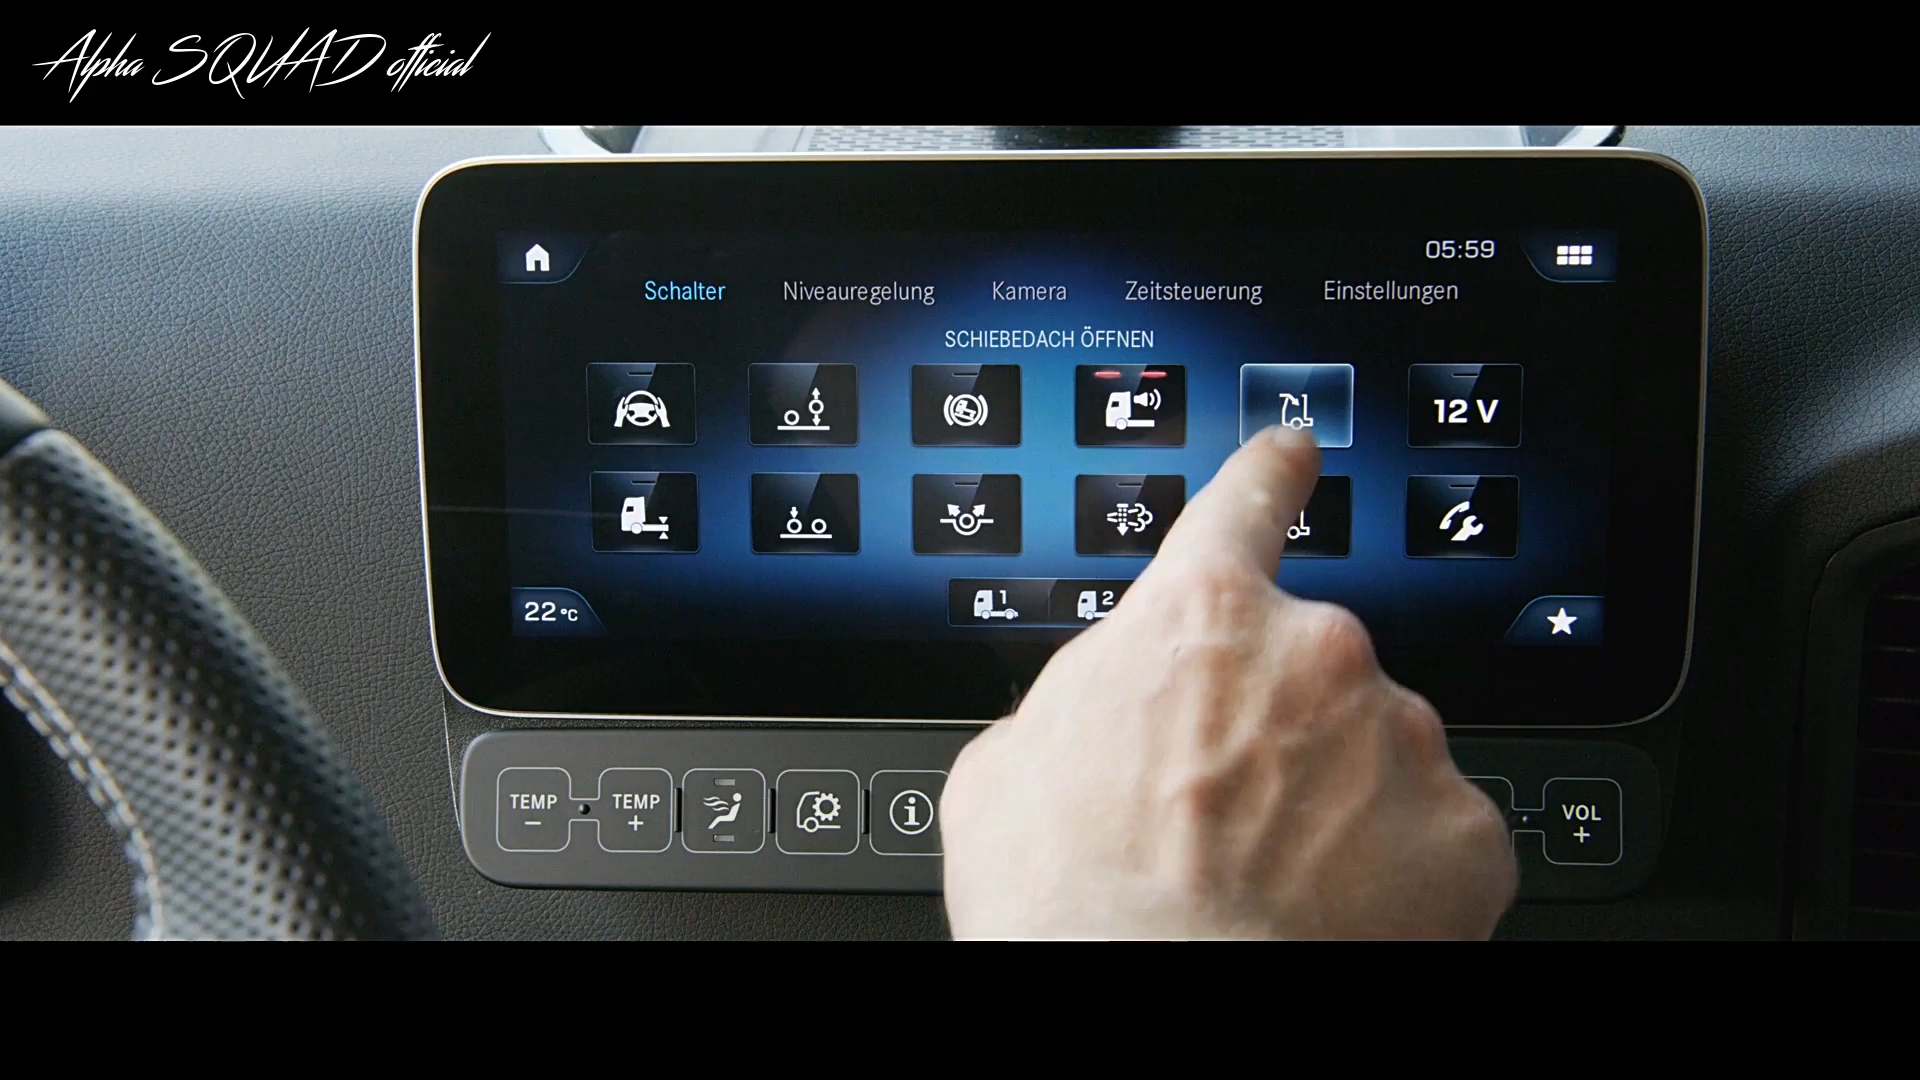 Alpha SQUAD official
05:59
Schalter Niveauregelung Kamera Zeitsteuerung Einstellungen
SCHIEBEDACH ÖFFNEN
12 V
1 2
22 °C
TEMP
−
TEMP
+
i
VOL
+